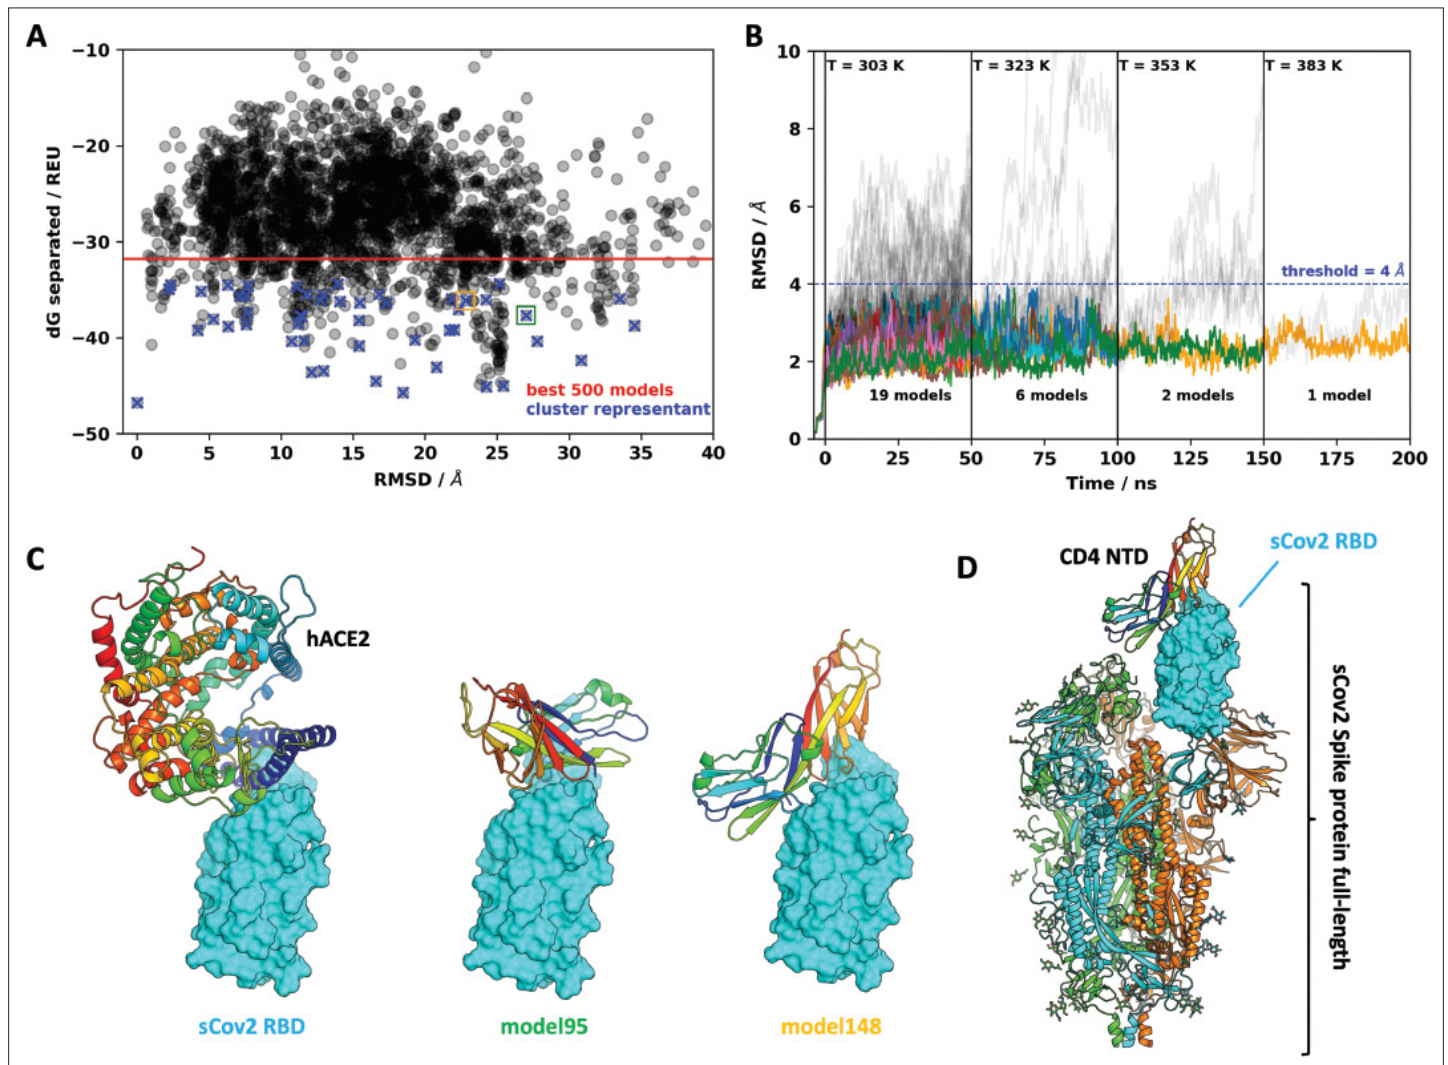 A
−10
−20
−30
−40
−50
dG separated / REU
0
5
10
15
20
25
30
35
40
RMSD / Å
best 500 models
cluster representant
B
10
8
6
4
2
0
RMSD / Å
T = 303 K
T = 323 K
T = 353 K
T = 383 K
threshold = 4 Å
19 models
6 models
2 models
1 model
0
25
50
75
100
125
150
175
200
Time / ns
C
hACE2
sCov2 RBD
model95
model148
D
CD4 NTD
sCov2 RBD
sCov2 Spike protein full-length